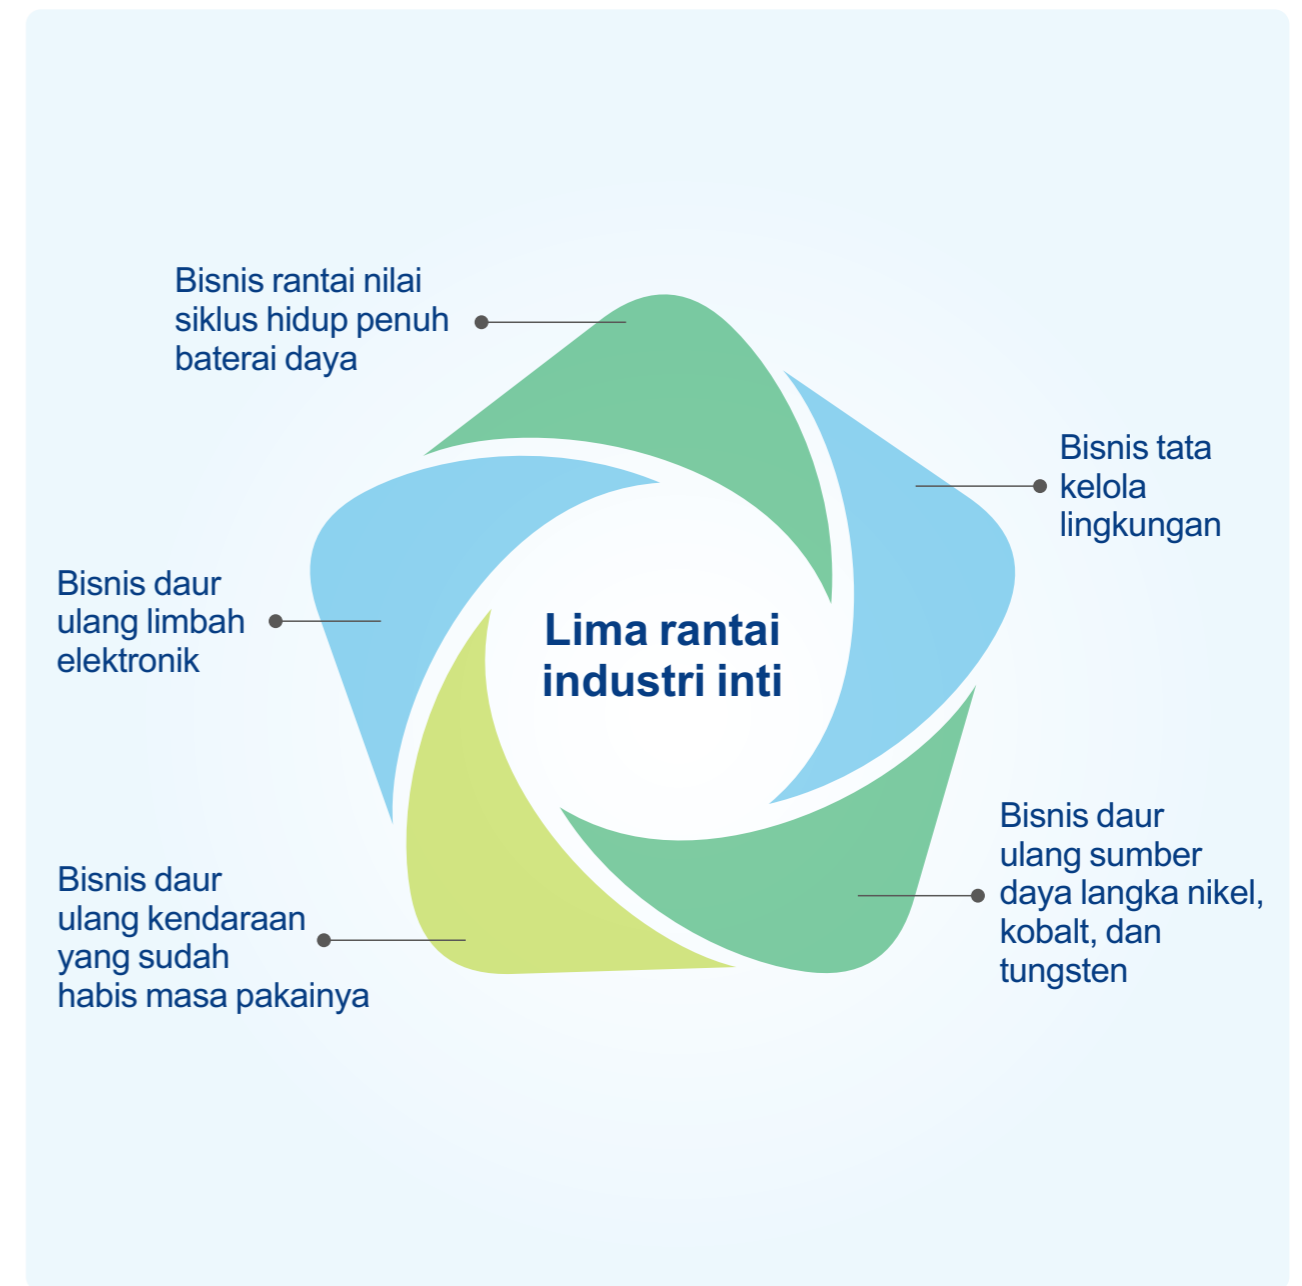 Bisnis rantai nilai
siklus hidup penuh
baterai daya
Bisnis tata
kelola
lingkungan
Bisnis daur
ulang limbah
elektronik
Lima rantai
industri inti
Bisnis daur
ulang sumber
daya langka nikel,
kobalt, dan
tungsten
Bisnis daur
ulang kendaraan
yang sudah
habis masa pakainya